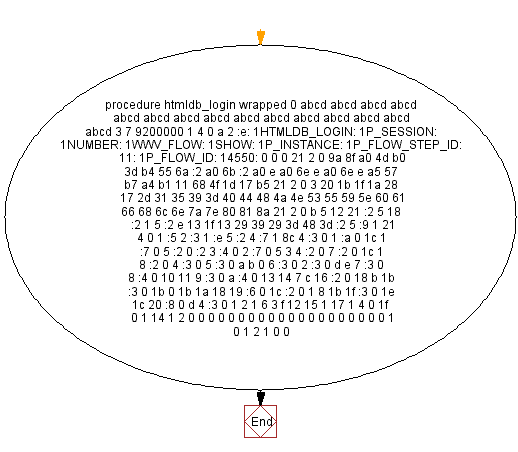 procedure htmldb_login wrapped 0 abcd abcd abcd abcd
abcd abcd abcd abcd abcd abcd abcd abcd abcd abcd
abcd 3 7 9200000 1 4 0 a 2 :e: 1HTMLDB_LOGIN: 1P_SESSION:
1NUMBER: 1WWV_FLOW: 1SHOW: 1P_INSTANCE: 1P_FLOW_STEP_ID:
11: 1P_FLOW_ID: 14550: 0 0 0 21 2 0 9a 8f a0 4d b0
3d b4 55 6a :2 a0 6b :2 a0 e a0 6e e a0 6e e a5 57
b7 a4 b1 11 68 4f 1d 17 b5 21 2 0 3 20 1b 1f 1a 28
17 2d 31 35 39 3d 40 44 48 4a 4e 53 55 59 5e 60 61
66 68 6c 6e 7a 7e 80 81 8a 21 2 0 b 5 12 21 :2 5 18
:2 1 5 :2 e 13 1f 13 29 39 29 3d 48 3d :2 5 :9 1 21
4 0 1 :5 2 :3 1 :e 5 :2 4 :7 1 8c 4 :3 0 1 :a 0 1c 1
:7 0 5 :2 0 :2 3 :4 0 2 :7 0 5 3 4 :2 0 7 :2 0 1c 1
8 :2 0 4 :3 0 5 :3 0 a b 0 6 :3 0 2 :3 0 d e 7 :3 0
8 :4 0 10 11 9 :3 0 a :4 0 13 14 7 c 16 :2 0 18 b 1b
:3 0 1b 0 1b 1a 18 19 :6 0 1c :2 0 1 8 1b 1f :3 0 1e
1c 20 :8 0 d 4 :3 0 1 2 1 6 3 f 12 15 1 17 1 4 0 1f
0 1 14 1 2 0 0 0 0 0 0 0 0 0 0 0 0 0 0 0 0 0 0 0 1
0 1 2 1 0 0
End